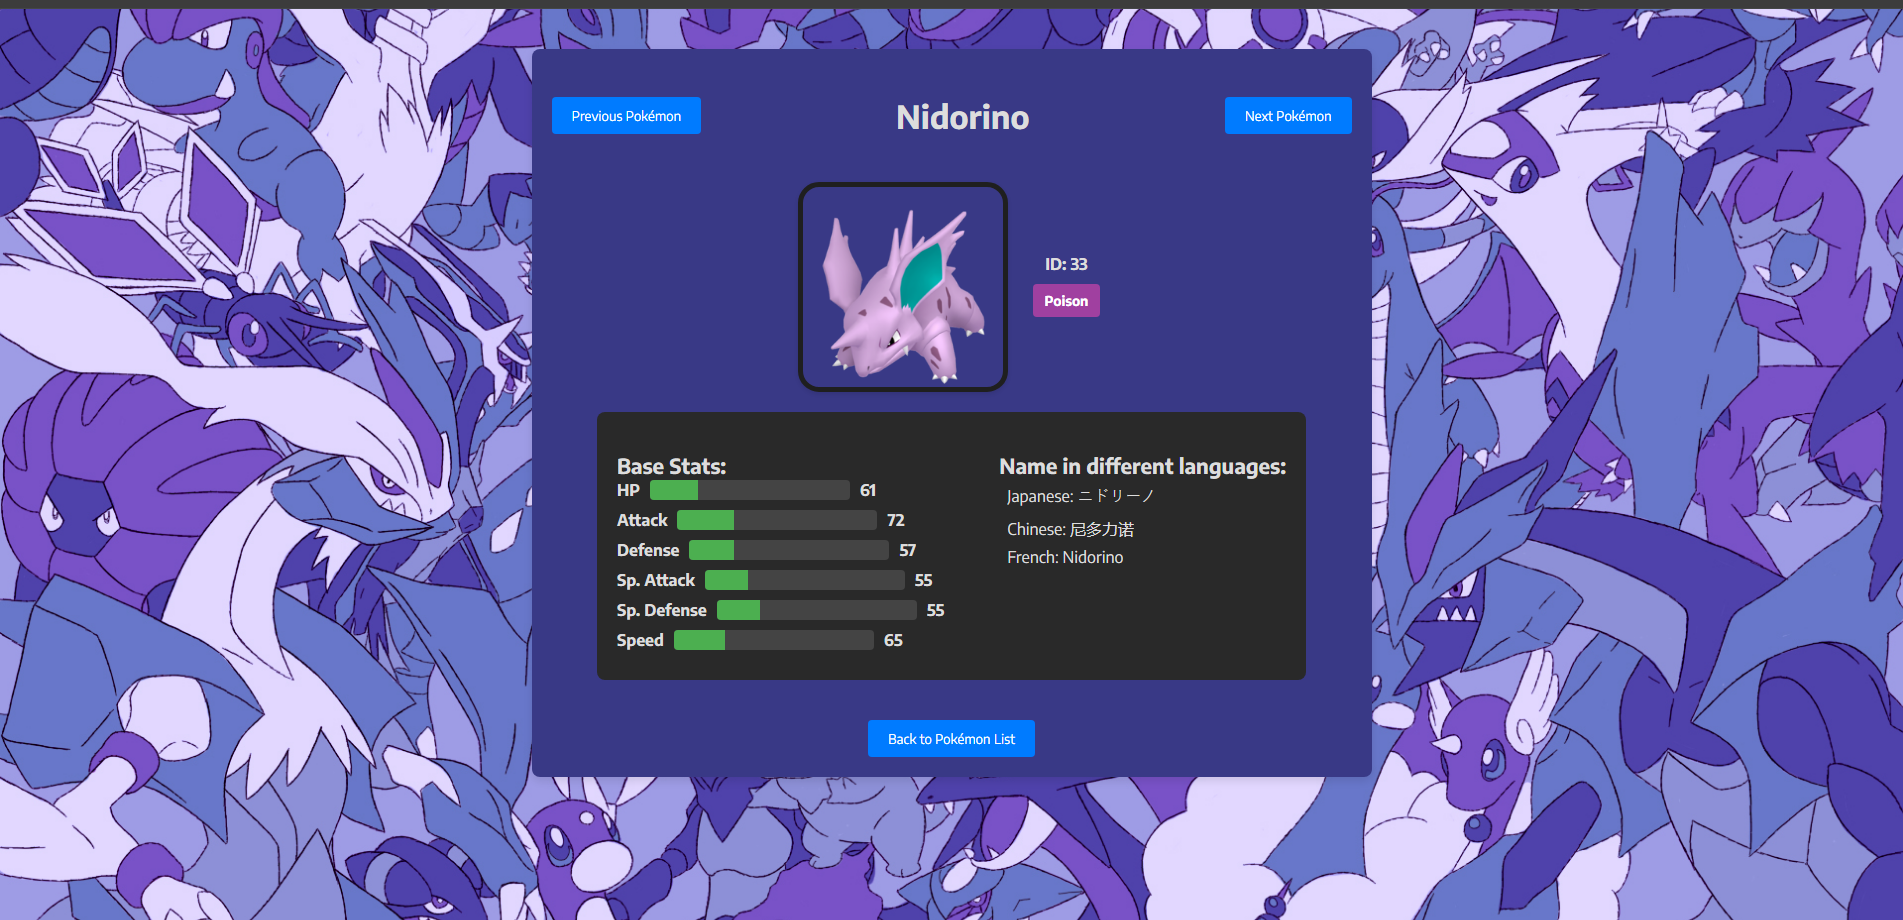 Previous Pokémon
Nidorino
Next Pokémon
ID: 33
Poison
Base Stats:
HP 61
Attack 72
Defense 57
Sp. Attack 55
Sp. Defense 55
Speed 65
Name in different languages:
Japanese: ニドリーノ
Chinese: 尼多力诺
French: Nidorino
Back to Pokémon List